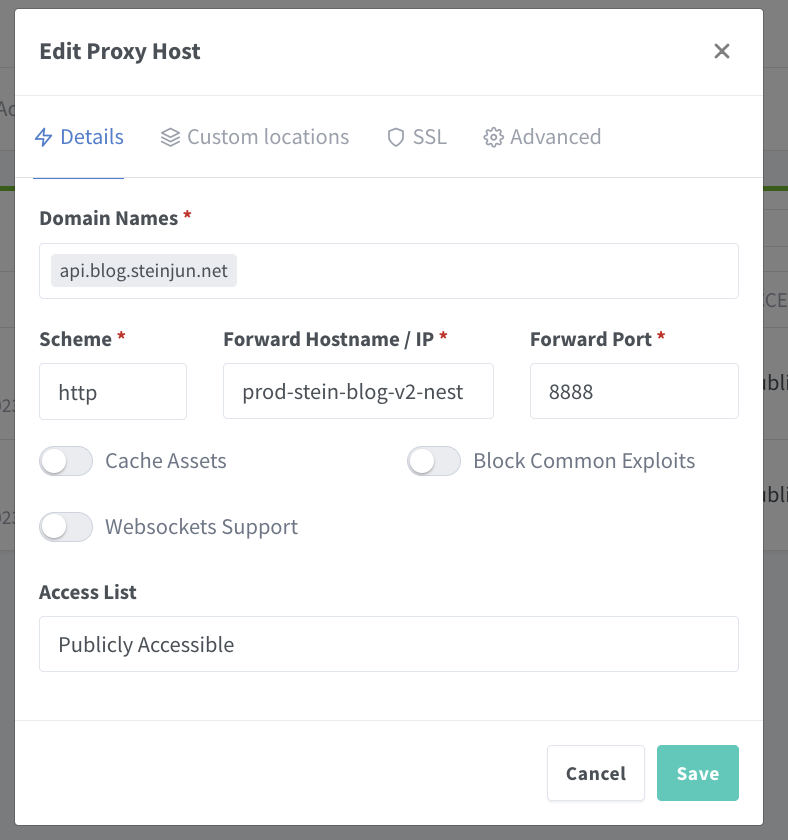 Edit Proxy Host
Details Custom locations SSL Advanced
Domain Names *
api.blog.steinjun.net
Scheme * Forward Hostname / IP * Forward Port *
http prod-stein-blog-v2-nest 8888
Cache Assets Block Common Exploits
Websockets Support
Access List
Publicly Accessible
Cancel Save